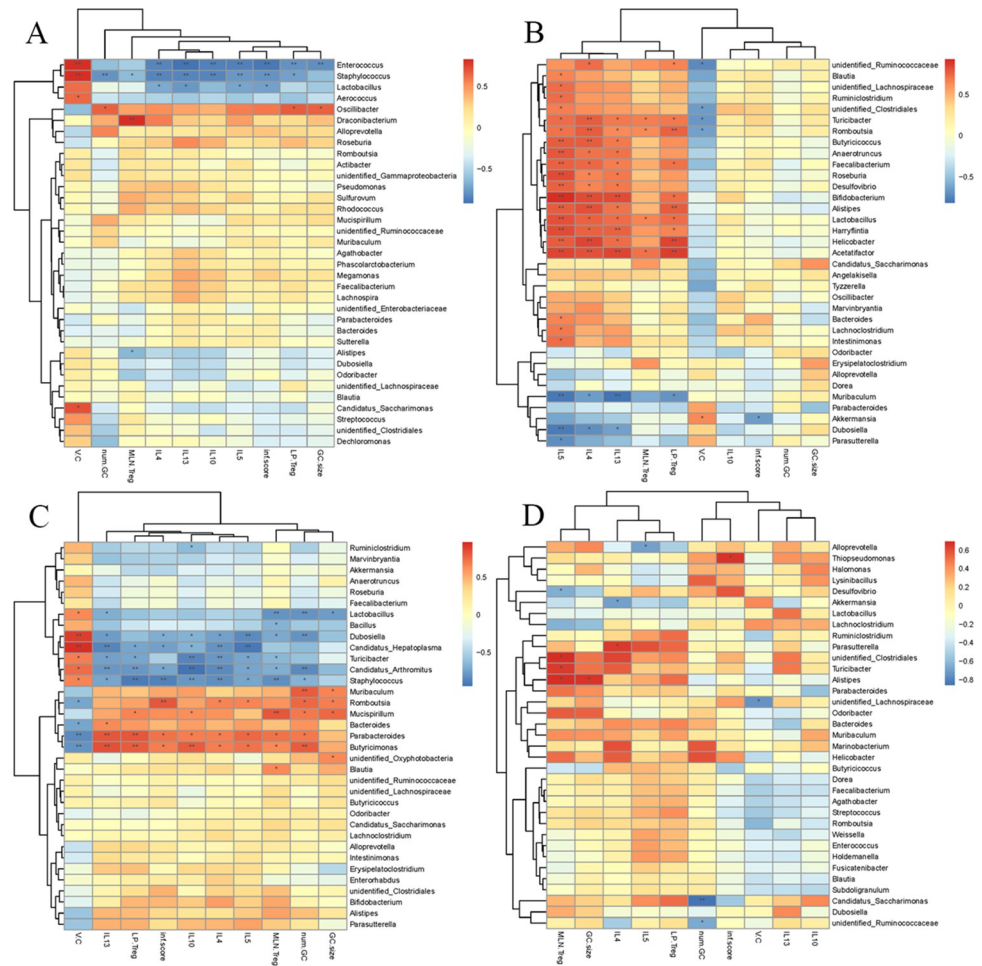 A
Enterococcus
Staphylococcus
Lactobacillus
Aerococcus
Oscillibacter
Draconibacterium
Alloprevotella
Roseburia
Romboutsia
Actibacter
unidentified_Gammaproteobacteria
Pseudomonas
Sulfurovum
Rhodococcus
Mucispirillum
unidentified_Ruminococcaceae
Muribaculum
Agathobacter
Phascolarctobacterium
Megamonas
Faecalibacterium
Lachnospira
unidentified_Enterobacteriaceae
Parabacteroides
Bacteroides
Sutterella
Alistipes
Dubosiella
Odoribacter
unidentified_Lachnospiraceae
Blautia
Candidatus_Saccharimonas
Streptococcus
unidentified_Clostridiales
Dechloromonas
V.C
num.GC
MLN.Treg
IL4
IL13
IL10
IL5
inf.score
LP.Treg
GC.size
0.5
0
−0.5
B
unidentified_Ruminococcaceae
Blautia
unidentified_Lachnospiraceae
Ruminiclostridium
unidentified_Clostridiales
Turicibacter
Romboutsia
Butyricicoccus
Anaerotruncus
Faecalibacterium
Roseburia
Desulfovibrio
Bifidobacterium
Alistipes
Lactobacillus
Harryflintia
Helicobacter
Acetatifactor
Candidatus_Saccharimonas
Angelakisella
Tyzzerella
Oscillibacter
Marvinbryantia
Bacteroides
Lachnoclostridium
Intestinimonas
Odoribacter
Erysipelatoclostridium
Alloprevotella
Dorea
Muribaculum
Parabacteroides
Akkermansia
Dubosiella
Parasutterella
IL5
IL4
IL13
MLN.Treg
LP.Treg
V.C
IL10
inf.score
num.GC
GC.size
0.5
0
−0.5
C
Ruminiclostridium
Marvinbryantia
Akkermansia
Anaerotruncus
Roseburia
Faecalibacterium
Lactobacillus
Bacillus
Dubosiella
Candidatus_Hepatoplasma
Turicibacter
Candidatus_Arthromitus
Staphylococcus
Muribaculum
Romboutsia
Mucispirillum
Bacteroides
Parabacteroides
Butyricimonas
unidentified_Oxyphotobacteria
Blautia
unidentified_Ruminococcaceae
unidentified_Lachnospiraceae
Butyricicoccus
Odoribacter
Candidatus_Saccharimonas
Lachnoclostridium
Alloprevotella
Intestinimonas
Erysipelatoclostridium
Enterorhabdus
unidentified_Clostridiales
Bifidobacterium
Alistipes
Parasutterella
V.C
IL13
LP.Treg
inf.score
IL10
IL4
IL5
MLN.Treg
num.GC
GC.size
0.5
0
−0.5
D
Alloprevotella
Thiopseudomonas
Halomonas
Lysinibacillus
Desulfovibrio
Akkermansia
Lactobacillus
Lachnoclostridium
Ruminiclostridium
Parasutterella
unidentified_Clostridiales
Turicibacter
Alistipes
Parabacteroides
unidentified_Lachnospiraceae
Odoribacter
Bacteroides
Muribaculum
Marinobacterium
Helicobacter
Butyricicoccus
Dorea
Faecalibacterium
Agathobacter
Streptococcus
Romboutsia
Weissella
Enterococcus
Holdemanella
Fusicatenibacter
Blautia
Subdoligranulum
Candidatus_Saccharimonas
Dubosiella
unidentified_Ruminococcaceae
MLN.Treg
GC.size
IL4
IL5
LP.Treg
num.GC
inf.score
V.C
IL13
IL10
0.6
0.4
0.2
0
−0.2
−0.4
−0.6
−0.8